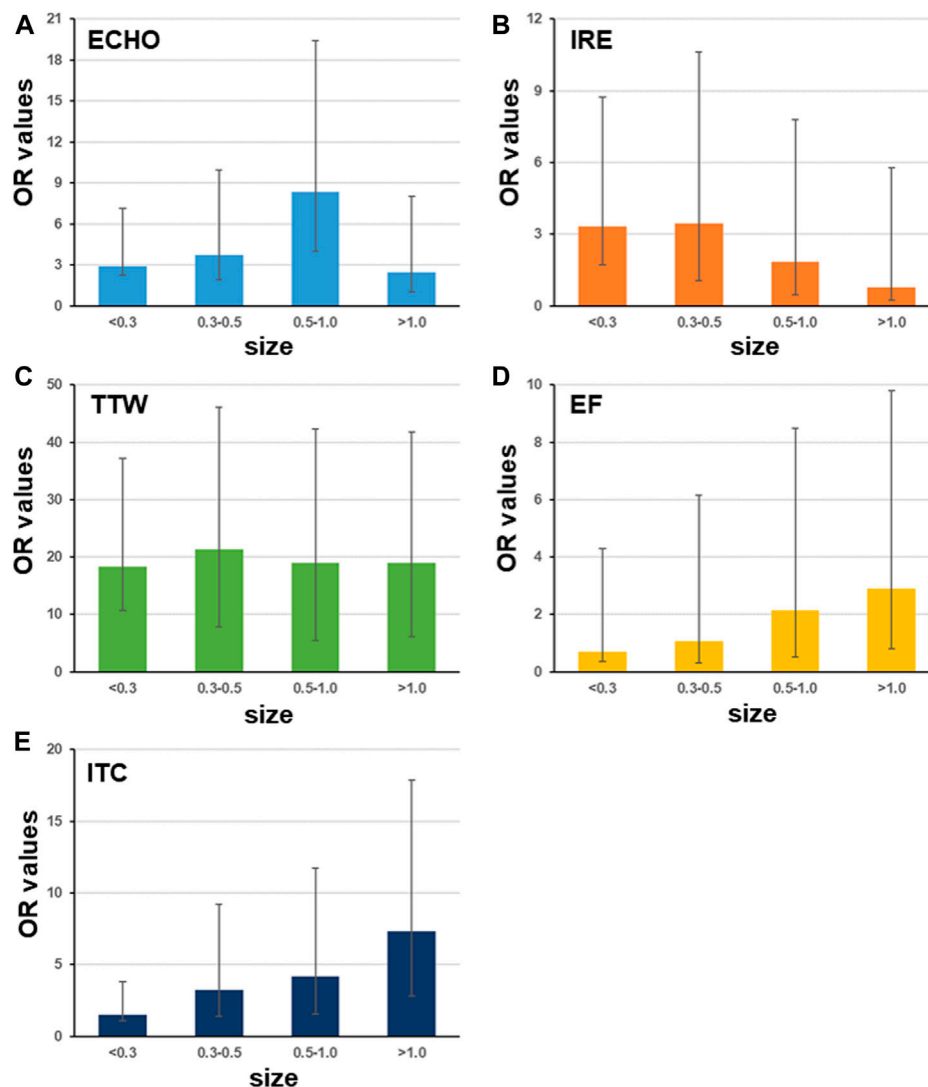 A
ECHO
OR values
21
18
15
12
9
6
3
0
<0.3 0.3-0.5 0.5-1.0 >1.0
size
B
IRE
OR values
12
9
6
3
0
<0.3 0.3-0.5 0.5-1.0 >1.0
size
C
TTW
OR values
50
40
30
20
10
0
<0.3 0.3-0.5 0.5-1.0 >1.0
size
D
EF
OR values
10
8
6
4
2
0
<0.3 0.3-0.5 0.5-1.0 >1.0
size
E
ITC
OR values
20
15
10
5
0
<0.3 0.3-0.5 0.5-1.0 >1.0
size